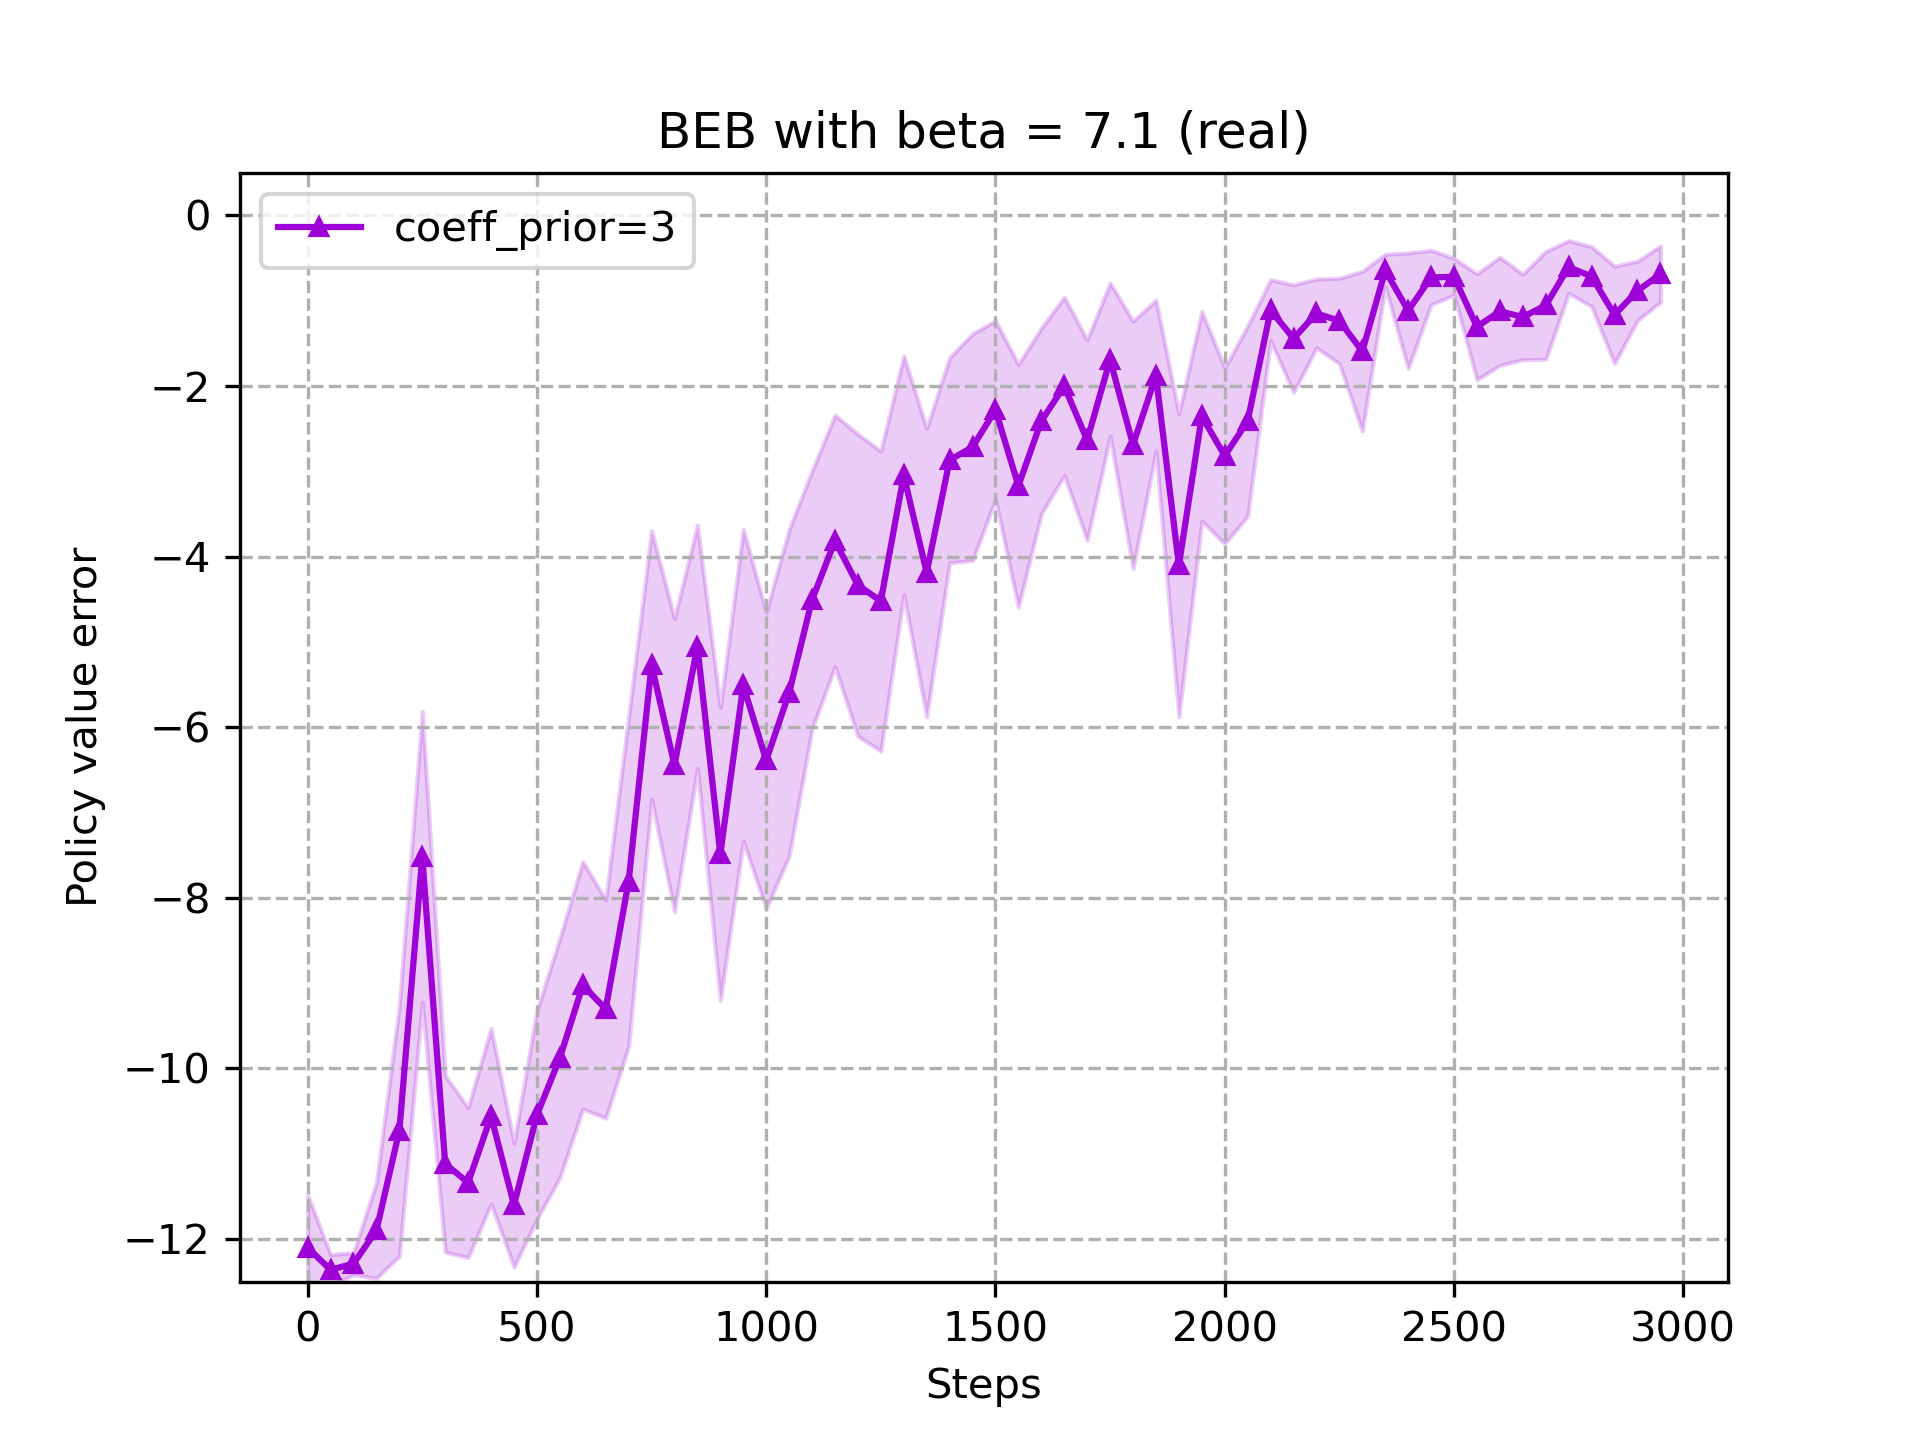 BEB with beta = 7.1 (real)
coeff_prior=3
0
−2
−4
−6
−8
−10
−12
Policy value error
0 500 1000 1500 2000 2500 3000
Steps